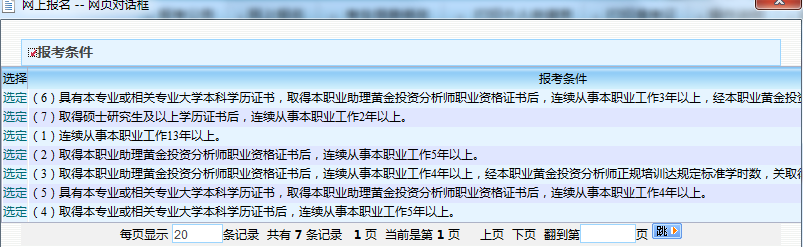 网上报名 -- 网页对话框
报考条件
选择 报考条件
选定 (6) 具有本专业或相关专业大学本科学历证书，取得本职业助理黄金投资分析师职业资格证书后，连续从事本职业工作3年以上，经本职业黄金投资
选定 (7) 取得硕士研究生及以上学历证书后，连续从事本职业工作2年以上。
选定 (1) 连续从事本职业工作13年以上。
选定 (2) 取得本职业助理黄金投资分析师职业资格证书后，连续从事本职业工作5年以上。
选定 (3) 取得本职业助理黄金投资分析师职业资格证书后，连续从事本职业工作4年以上，经本职业黄金投资分析师正规培训达规定标准学时数，关取得
选定 (5) 具有本专业或相关专业大学本科学历证书，取得本职业助理黄金投资分析师职业资格证书后，连续从事本职业工作4年以上。
选定 (4) 取得本专业或相关专业大学本科学历证书后，连续从事本职业工作5年以上。
每页显示 20 条记录 共有 7 条记录 1 页 当前是第 1 页 上页 下页 翻到第 页 跳